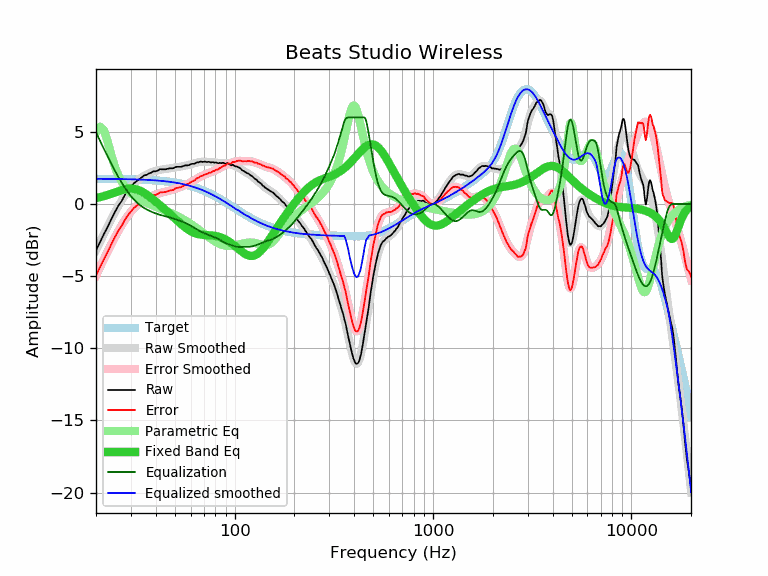 Beats Studio Wireless
Amplitude (dBr)
5
0
−5
−10
−15
−20
Target
Raw Smoothed
Error Smoothed
Raw
Error
Parametric Eq
Fixed Band Eq
Equalization
Equalized smoothed
100
1000
10000
Frequency (Hz)